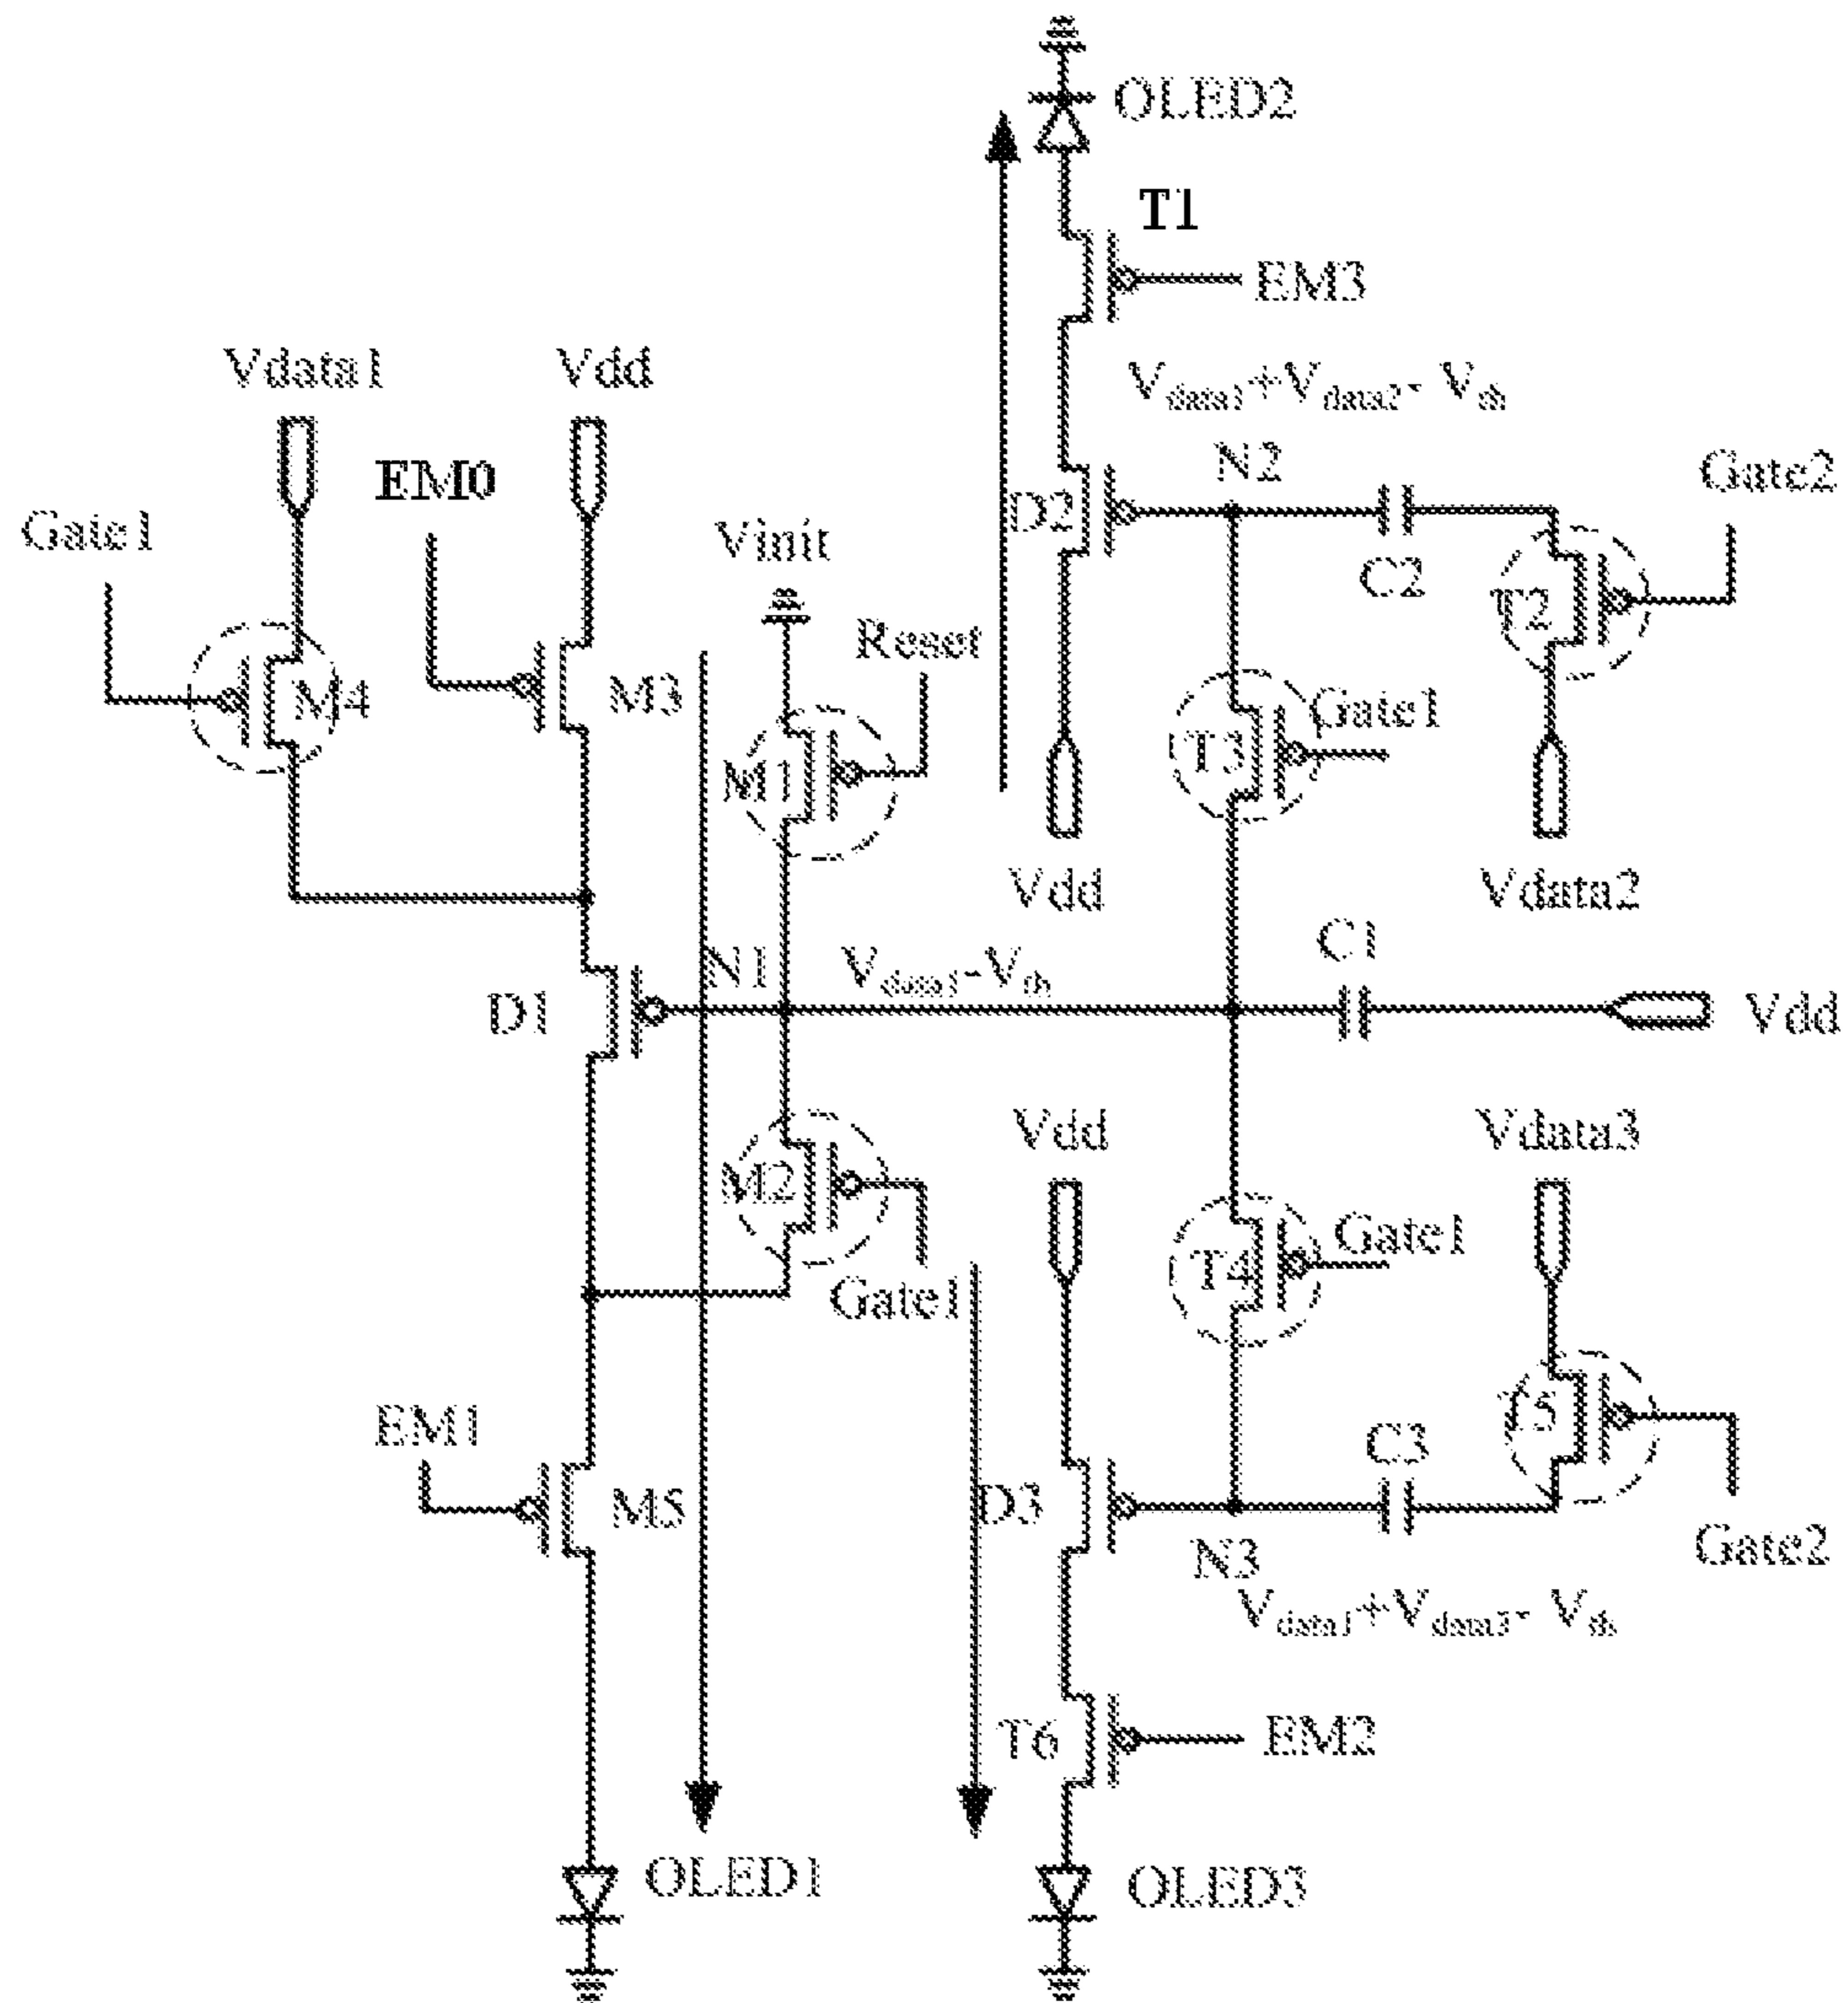 OLED2
T1
EM3
Vdata1
Vdd
Vdata1+Vdata2- Vth
EM0
N2
Gate2
Gate1
D2
Vinit
C2
T2
Reset
M4
M3
Gate1
T3
M1
Vdd
Vdata2
C1
N1
Vdata1-Vth
D1
Vdd
Vdd
Vdata3
M2
Gate1
T4
Gate1
EM1
T5
C3
M5
D3
Gate2
N3
Vdata1+Vdata3- Vth
T6
EM2
OLED1
OLED3